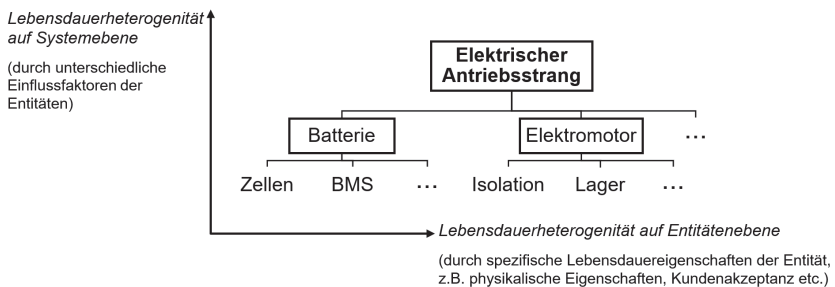 Lebensdauerheterogenität
auf Systemebene
(durch unterschiedliche
Einflussfaktoren der
Entitäten)
Elektrischer
Antriebsstrang
Batterie
Elektromotor
...
Zellen
BMS
...
Isolation
Lager
...
Lebensdauerheterogenität auf Entitätenebene
(durch spezifische Lebensdauereigenschaften der Entität,
z.B. physikalische Eigenschaften, Kundenakzeptanz etc.)